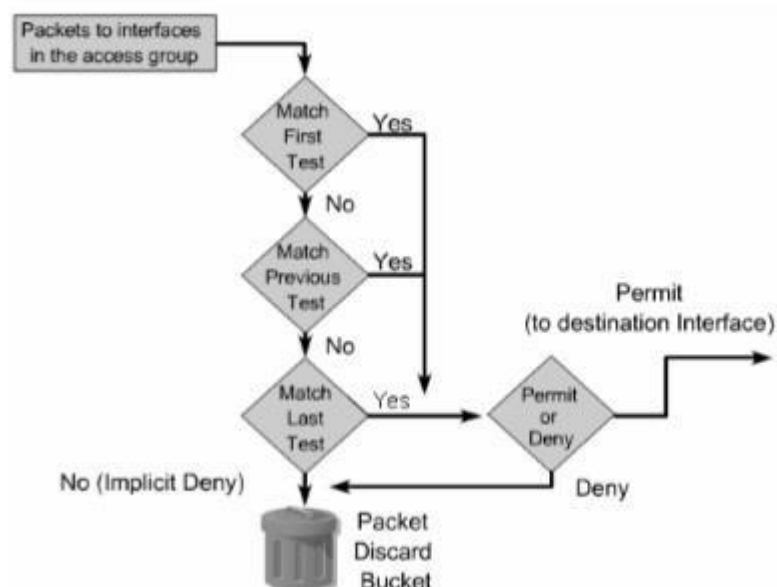 Packets to interfaces
in the access group
Match
First
Test
Yes
No
Match
Previous
Test
Yes
No
Match
Last
Test
Yes
Permit
or
Deny
Permit
(to destination Interface)
No (Implicit Deny)
Deny
Packet
Discard
Bucket